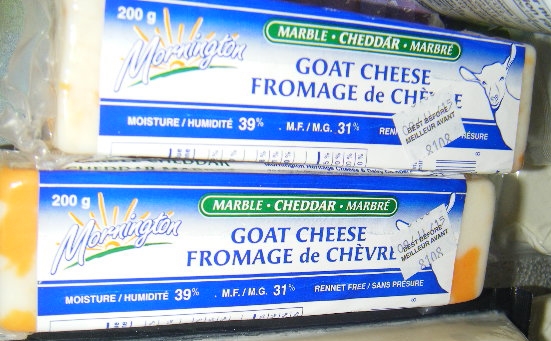 200 g
Mornington
MARBLE • CHEDDAR • MARBRÉ
GOAT CHEESE
FROMAGE de CHÈVRE
MOISTURE / HUMIDITÉ 39% . M.F. / M.G. 31%
BEST BEFORE
MEILLEUR AVANT
8108
200 g
Mornington
MARBLE • CHEDDAR • MARBRÉ
GOAT CHEESE
FROMAGE de CHÈVRE
MOISTURE / HUMIDITÉ 39% . M.F. / M.G. 31% RENNET FREE / SANS PRÉSURE
BEST BEFORE
MEILLEUR AVANT
8108